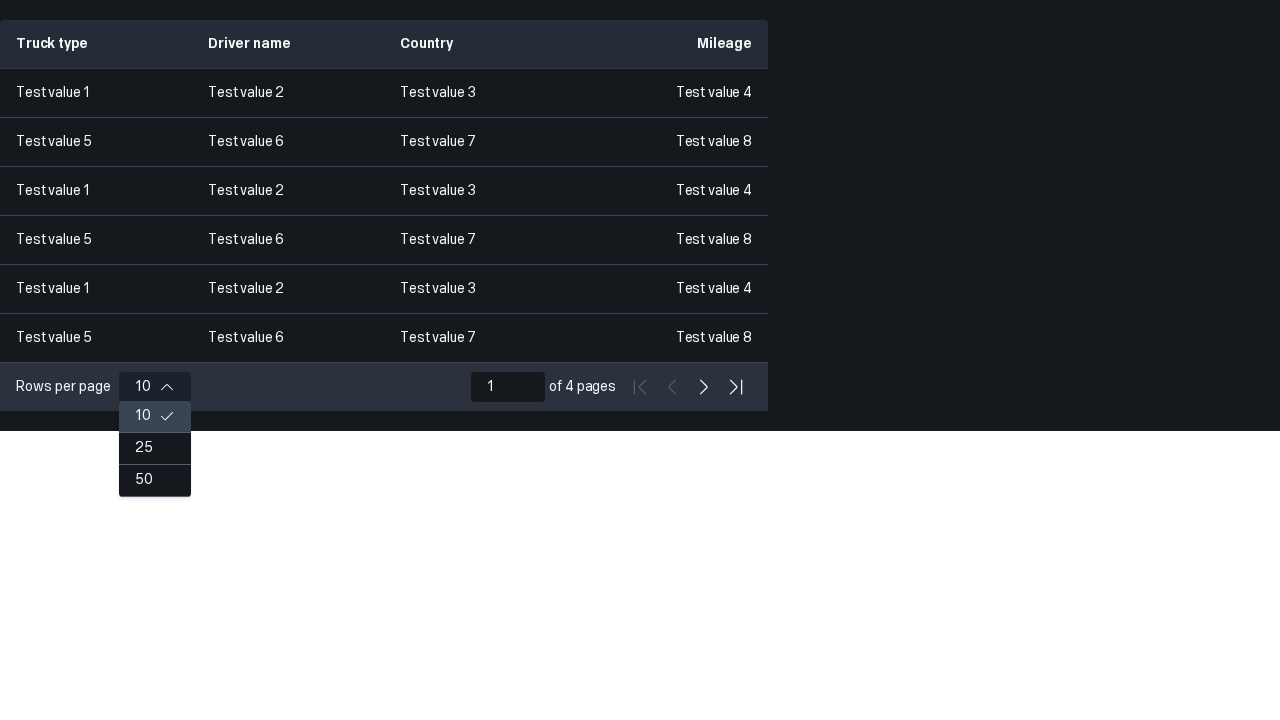 Truck type Driver name Country Mileage
Test value 1 Test value 2 Test value 3 Test value 4
Test value 5 Test value 6 Test value 7 Test value 8
Test value 1 Test value 2 Test value 3 Test value 4
Test value 5 Test value 6 Test value 7 Test value 8
Test value 1 Test value 2 Test value 3 Test value 4
Test value 5 Test value 6 Test value 7 Test value 8
Rows per page 10 1 of 4 pages
10
25
50